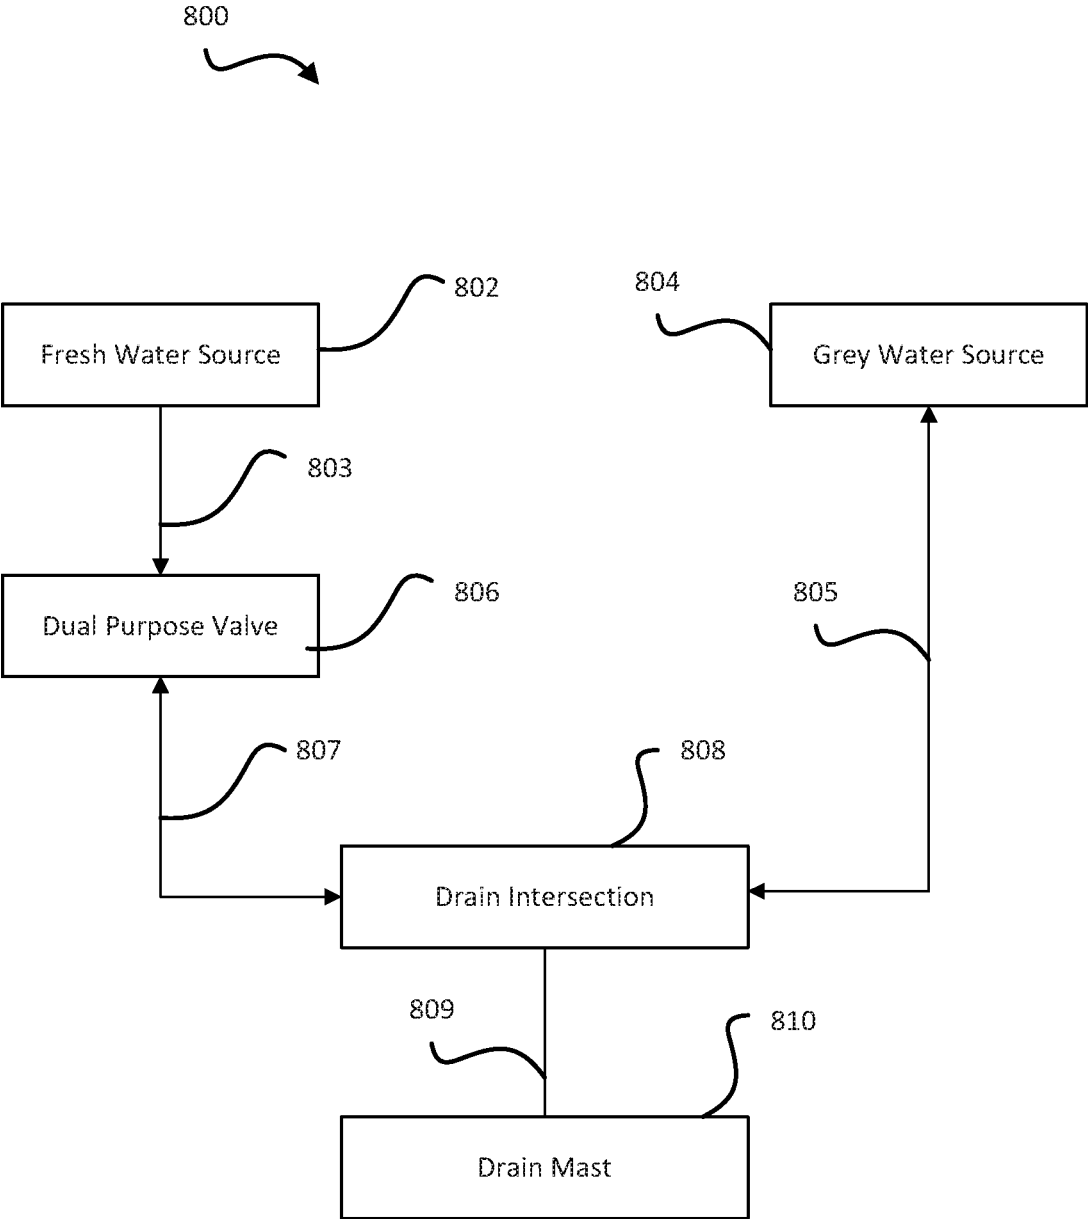 800
802
804
Fresh Water Source
Grey Water Source
803
Dual Purpose Valve
806
805
807
808
Drain Intersection
809
810
Drain Mast